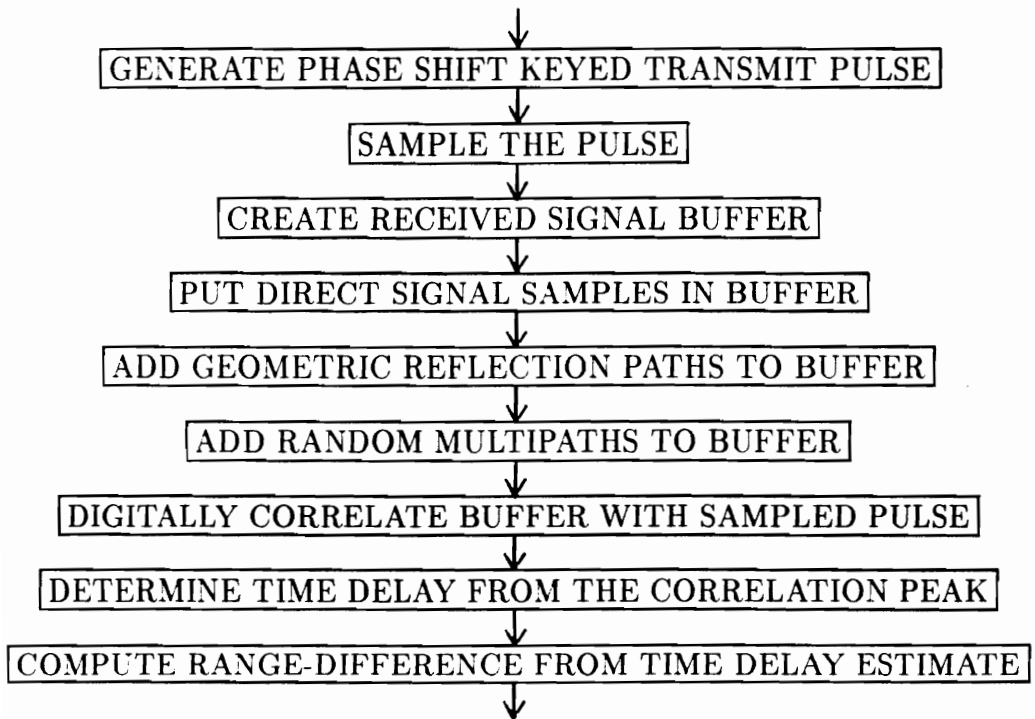 GENERATE PHASE SHIFT KEYED TRANSMIT PULSE
SAMPLE THE PULSE
CREATE RECEIVED SIGNAL BUFFER
PUT DIRECT SIGNAL SAMPLES IN BUFFER
ADD GEOMETRIC REFLECTION PATHS TO BUFFER
ADD RANDOM MULTIPATHS TO BUFFER
DIGITALLY CORRELATE BUFFER WITH SAMPLED PULSE
DETERMINE TIME DELAY FROM THE CORRELATION PEAK
COMPUTE RANGE-DIFFERENCE FROM TIME DELAY ESTIMATE